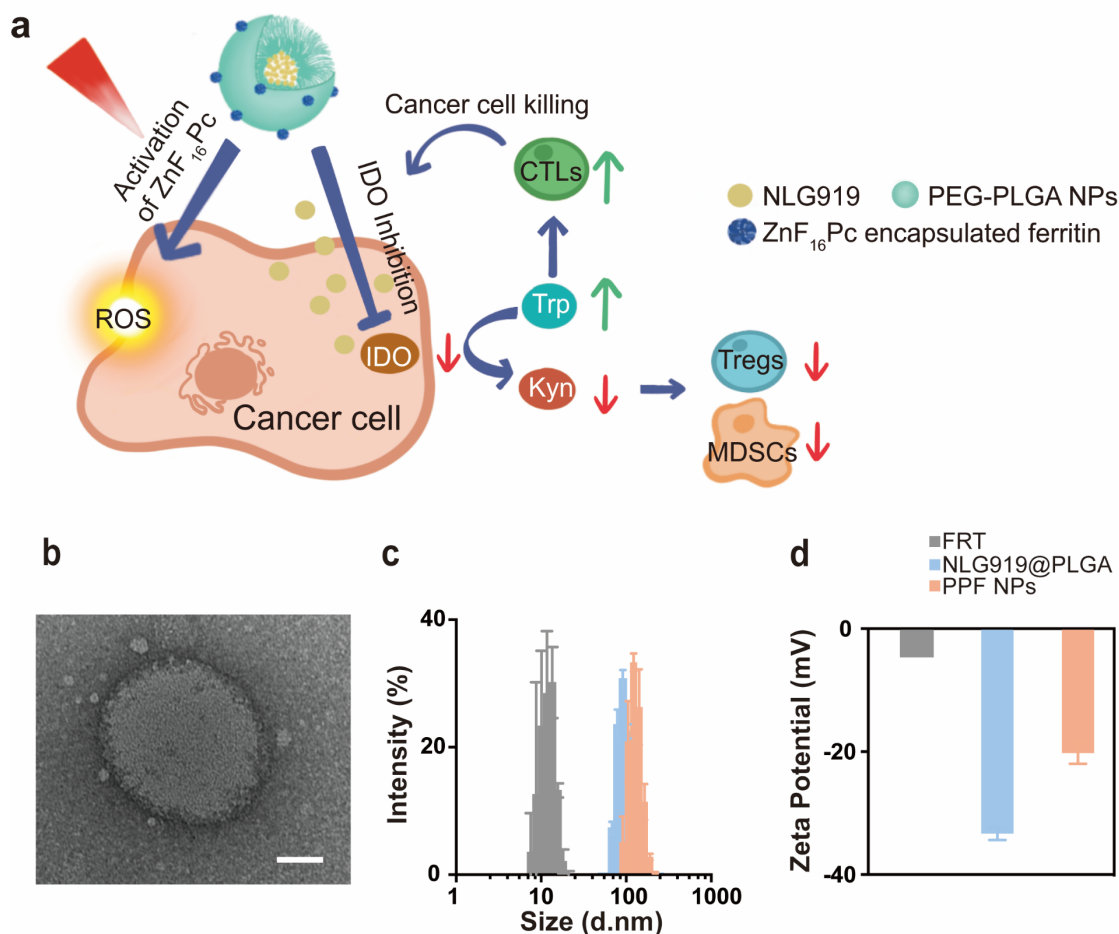 a
Activation
of ZnF₁₆Pc
IDO Inhibition
Cancer cell killing
CTLs
NLG919
PEG-PLGA NPs
ZnF₁₆Pc encapsulated ferritin
ROS
Trp
IDO
Kyn
Tregs
MDSCs
Cancer cell
b
c
40
20
0
Intensity (%)
1
10
100
1000
Size (d.nm)
d
FRT
NLG919@PLGA
PPF NPs
0
-20
-40
Zeta Potential (mV)